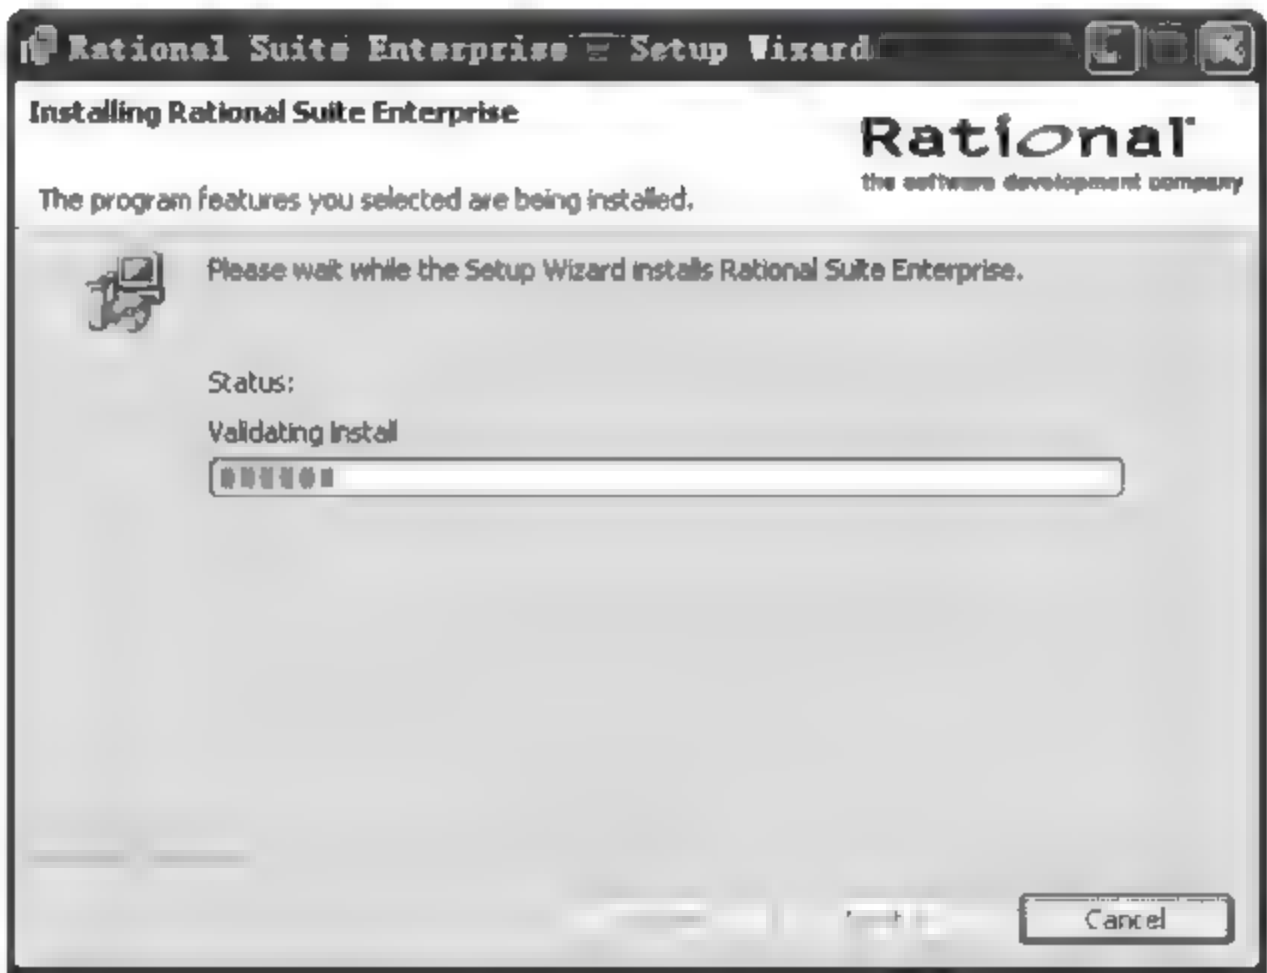 Rational Suite Enterprise - Setup Wizard
Installing Rational Suite Enterprise
Rational
the software development company
The program features you selected are being installed.
Please wait while the Setup Wizard installs Rational Suite Enterprise.
Status:
Validating install
Cancel